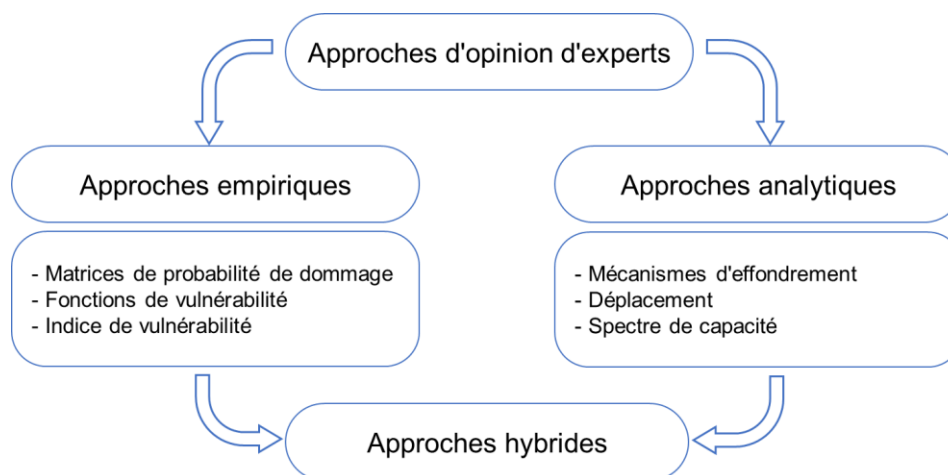 Approches d'opinion d'experts
Approches empiriques
- Matrices de probabilité de dommage
- Fonctions de vulnérabilité
- Indice de vulnérabilité
Approches analytiques
- Mécanismes d'effondrement
- Déplacement
- Spectre de capacité
Approches hybrides